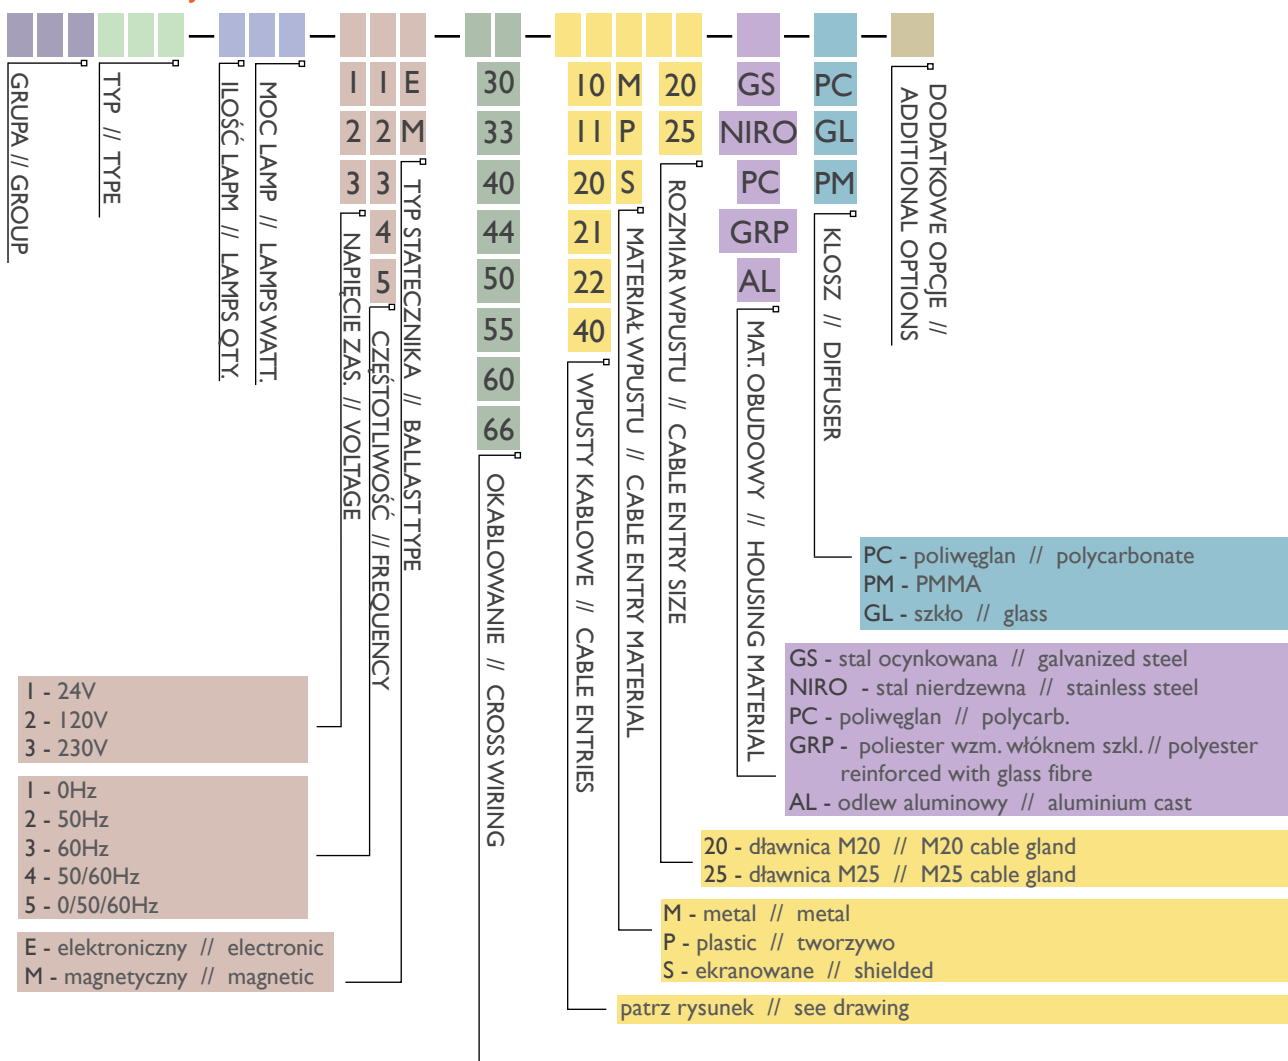 1 1 E 30 10 M 20 GS PC
2 2 M 33 11 P 25 NIRO GL
3 3 40 20 S PC PM
4 44 21 GRP
5 50 22 AL
55 40
60
66
GRUPA // GROUP
TYP // TYPE
ILOŚĆ LAPM // LAMPS QTY.
MOC LAMP // LAMPS WATT.
NAPIĘCIE ZAS. // VOLTAGE
CZĘŚTOTLIWOŚĆ // FREQUENCY
TYP STATECZNIKA // BALLAST TYPE
OKABLOWANIE // CROSS WIRING
WPUSTY KABLOWE // CABLE ENTRIES
MATERIAŁ WPUSTU // CABLE ENTRY MATERIAL
ROZMIAR WPUSTU // CABLE ENTRY SIZE
MAT. OBUDOWY // HOUSING MATERIAL
KLOSZ // DIFFUSER
DODATKOWE OPCJE //
ADDITIONAL OPTIONS
PC - poliwęglan // polycarbonate
PM - PMMA
GL - szkło // glass
GS - stal ocynkowana // galvanized steel
NIRO - stal nierdzewna // stainless steel
PC - poliwęglan // polycarb.
GRP - poliester wzm. włóknem szkl. // polyester
reinforced with glass fibre
AL - odlew aluminowy // aluminium cast
1 - 24V
2 - 120V
3 - 230V
1 - 0Hz
2 - 50Hz
3 - 60Hz
4 - 50/60Hz
5 - 0/50/60Hz
E - elektroniczny // electronic
M - magnetyczny // magnetic
20 - dławnica M20 // M20 cable gland
25 - dławnica M25 // M25 cable gland
M - metal // metal
P - plastic // tworzywo
S - ekranowane // shielded
patrz rysunek // see drawing